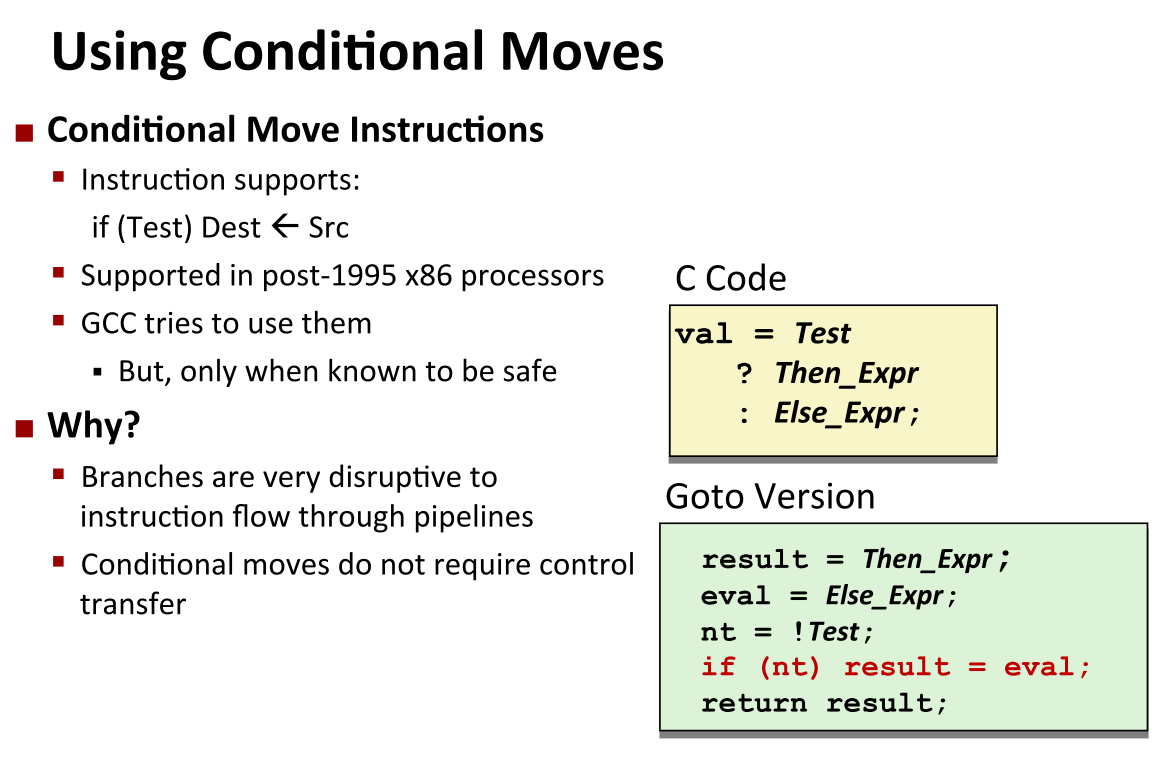 Using Conditional Moves
Conditional Move Instructions
Instruction supports:
if (Test) Dest ← Src
Supported in post-1995 x86 processors
GCC tries to use them
But, only when known to be safe
Why?
Branches are very disruptive to
instruction flow through pipelines
Conditional moves do not require control
transfer
C Code
val = Test
? Then_Expr
: Else_Expr;
Goto Version
result = Then_Expr;
eval = Else_Expr;
nt = !Test;
if (nt) result = eval;
return result;